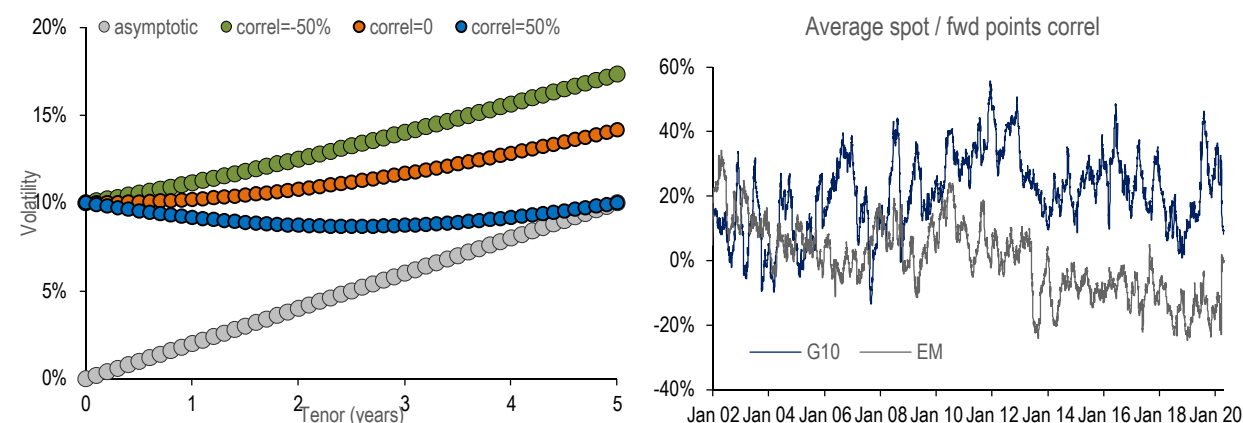 20%
asymptotic correl=-50% correl=0 correl=50%
15%
10%
5%
0%
Volatility
0 1 2 3 4 5
Tenor (years)
Average spot / fwd points correl
60%
40%
20%
0%
-20%
-40%
G10 EM
Jan 02 Jan 04 Jan 06 Jan 08 Jan 10 Jan 12 Jan 14 Jan 16 Jan 18 Jan 20